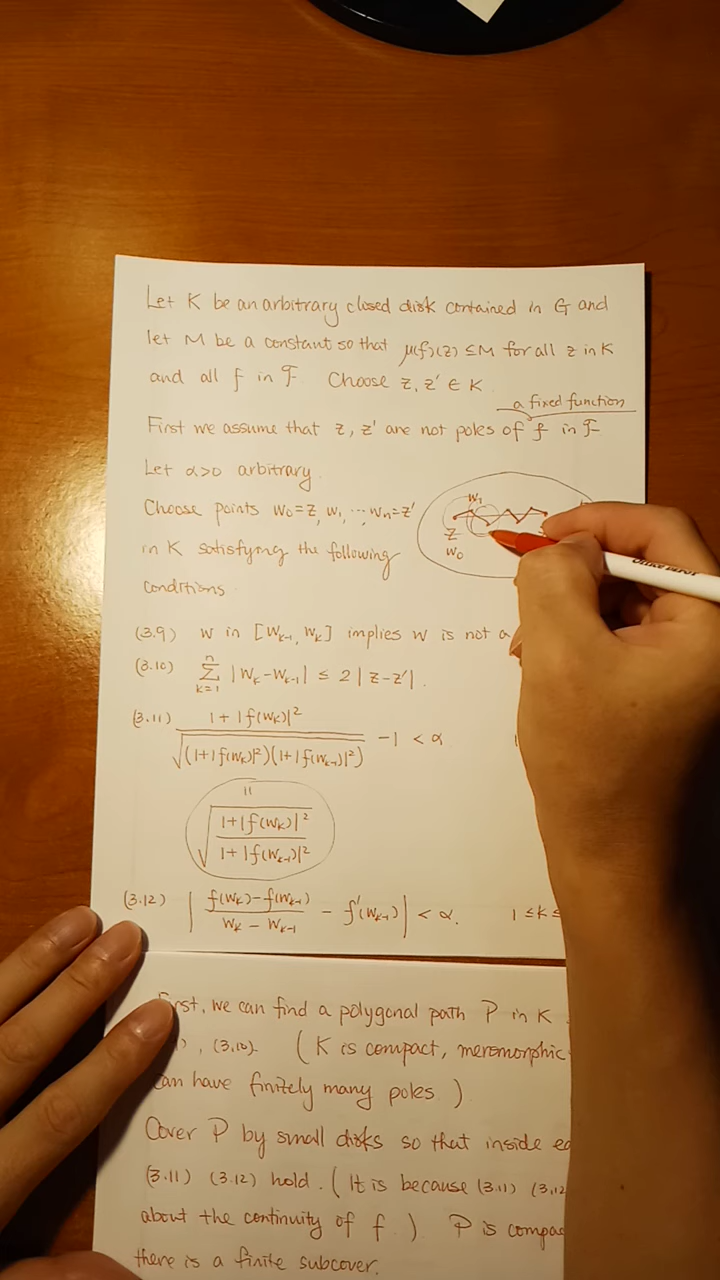 Let K be an arbitrary closed disk contained in G and
let M be a constant so that μ(f)(z) ≤ M for all z in K
and all f in F Choose z, z' ∈ K
a fixed function
First we assume that z, z' are not poles of f in F
Let α>0 arbitrary.
Choose points w₀=z, w₁, ..., wₙ=z'
in K satisfying the following
conditions
w₁
z
w₀
(3.9) w in [wₖ₋₁, wₖ] implies w is not a
(3.10) ∑ₖ₌₁ⁿ |wₖ-wₖ₋₁| ≤ 2|z-z'|.
(3.11) (1+|f(wₖ)|²)/√((1+|f(wₖ)|²)(1+|f(wₖ₋₁)|²)) -1 < α
||
√((1+|f(wₖ)|²)/(1+|f(wₖ₋₁)|²))
(3.12) |(f(wₖ)-f(wₖ₋₁))/(wₖ-wₖ₋₁) - f'(wₖ₋₁)| < α. 1≤k≤
First, we can find a polygonal path P in K
), (3.10). (K is compact, meromorphic
can have finitely many poles.)
Cover P by small disks so that inside
(3.11) (3.12) hold. (It is because (3.11) (3.12
about the continuity of f.) P is
there is a finite subcover.